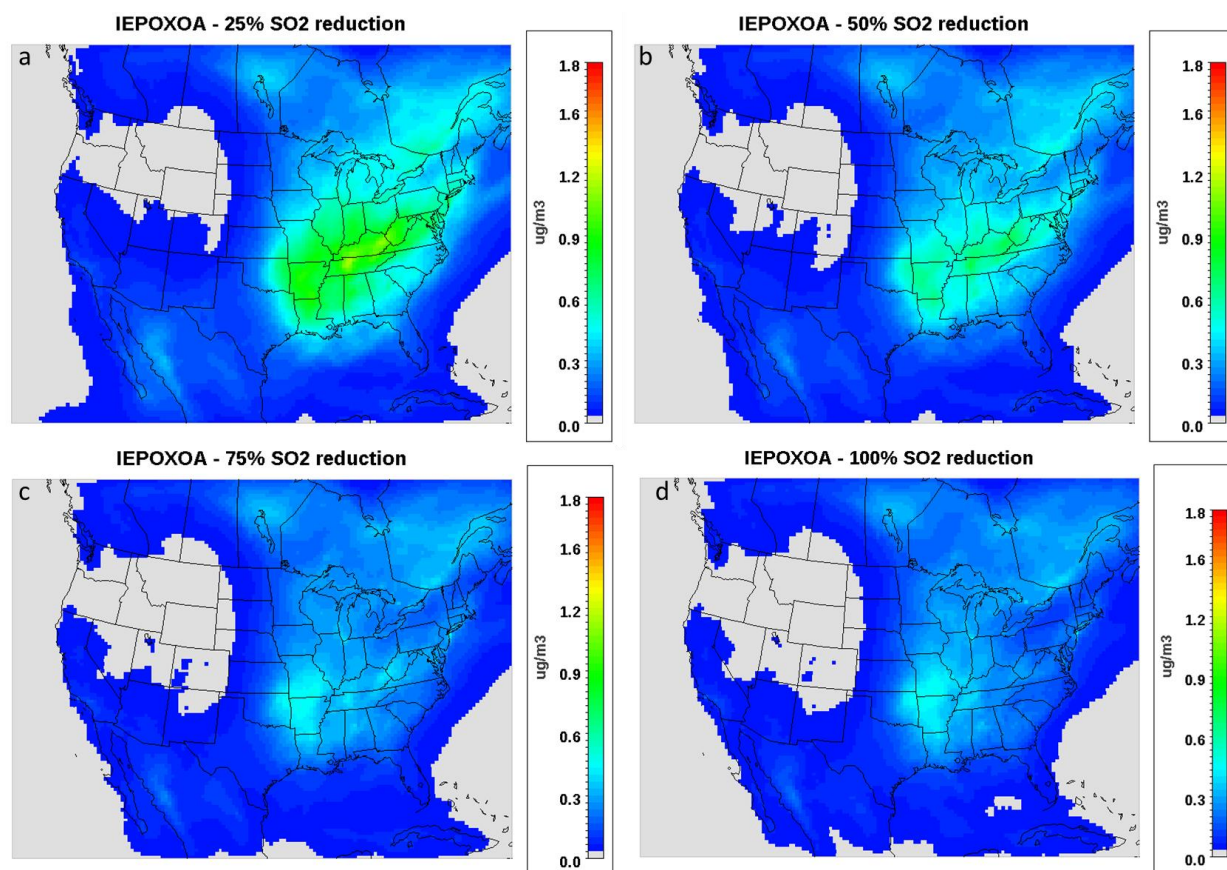 IEPOXOA - 25% SO2 reduction
a
1.8
1.6
1.2
0.9
0.6
0.3
0.0
ug/m3
IEPOXOA - 50% SO2 reduction
b
1.8
1.6
1.2
0.9
0.6
0.3
0.0
ug/m3
IEPOXOA - 75% SO2 reduction
c
1.8
1.6
1.2
0.9
0.6
0.3
0.0
ug/m3
IEPOXOA - 100% SO2 reduction
d
1.8
1.6
1.2
0.9
0.6
0.3
0.0
ug/m3